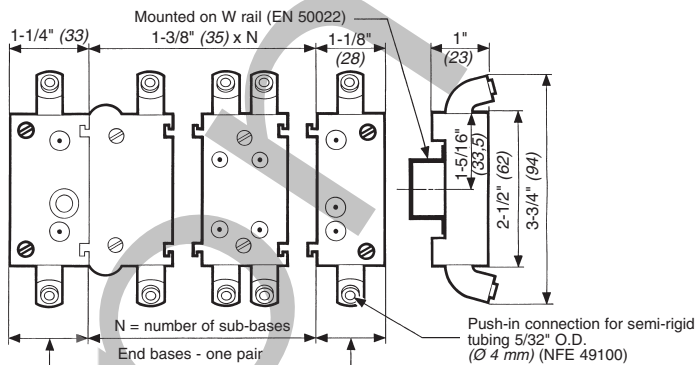 Mounted on W rail (EN 50022)
1-1/4" (33)
1-3/8" (35) x N
1-1/8"
(28)
1"
(23)
1-5/16"
(33,5)
2-1/2" (62)
3-3/4" (94)
N = number of sub-bases
End bases - one pair
Push-in connection for semi-rigid
tubing 5/32" O.D.
(Ø 4 mm) (NFE 49100)